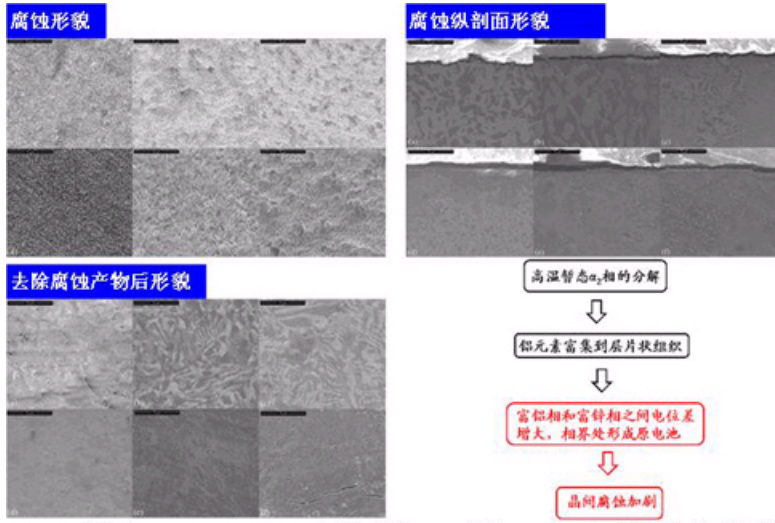 腐蚀形貌
腐蚀纵剖面形貌
去除腐蚀产物后形貌
高温暂态α2相的分解
铝元素富集到层片状组织
富铝相和富锌相之间电位差
增大，相界处形成原电池
晶间腐蚀加剧